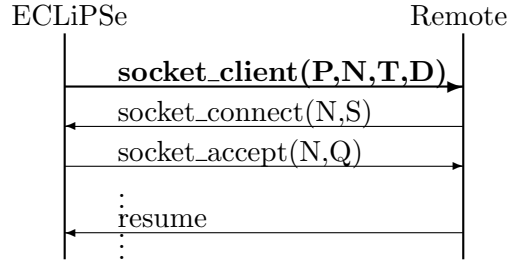 ECLiPSe Remote
socket_client(P,N,T,D)
socket_connect(N,S)
socket_accept(N,Q)
resume